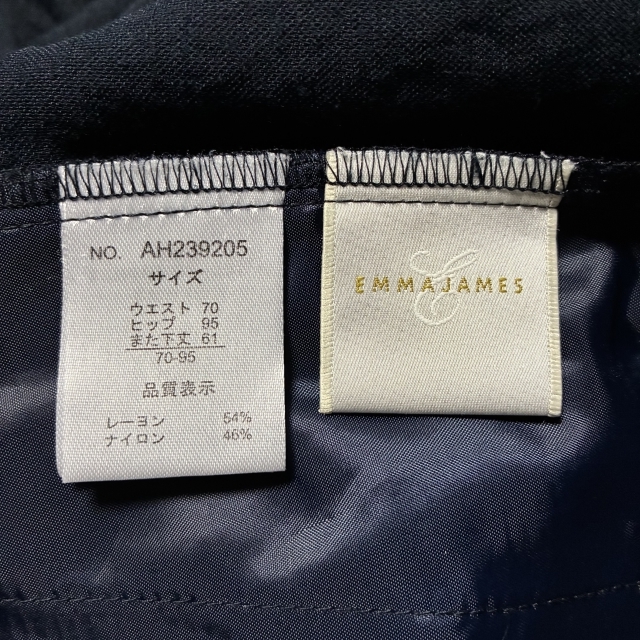 NO. AH239205
サイズ
ウエスト 70
ヒップ 95
また下丈 61
70-95
品質表示
レーヨン 54%
ナイロン 46%
EMMAJAMES